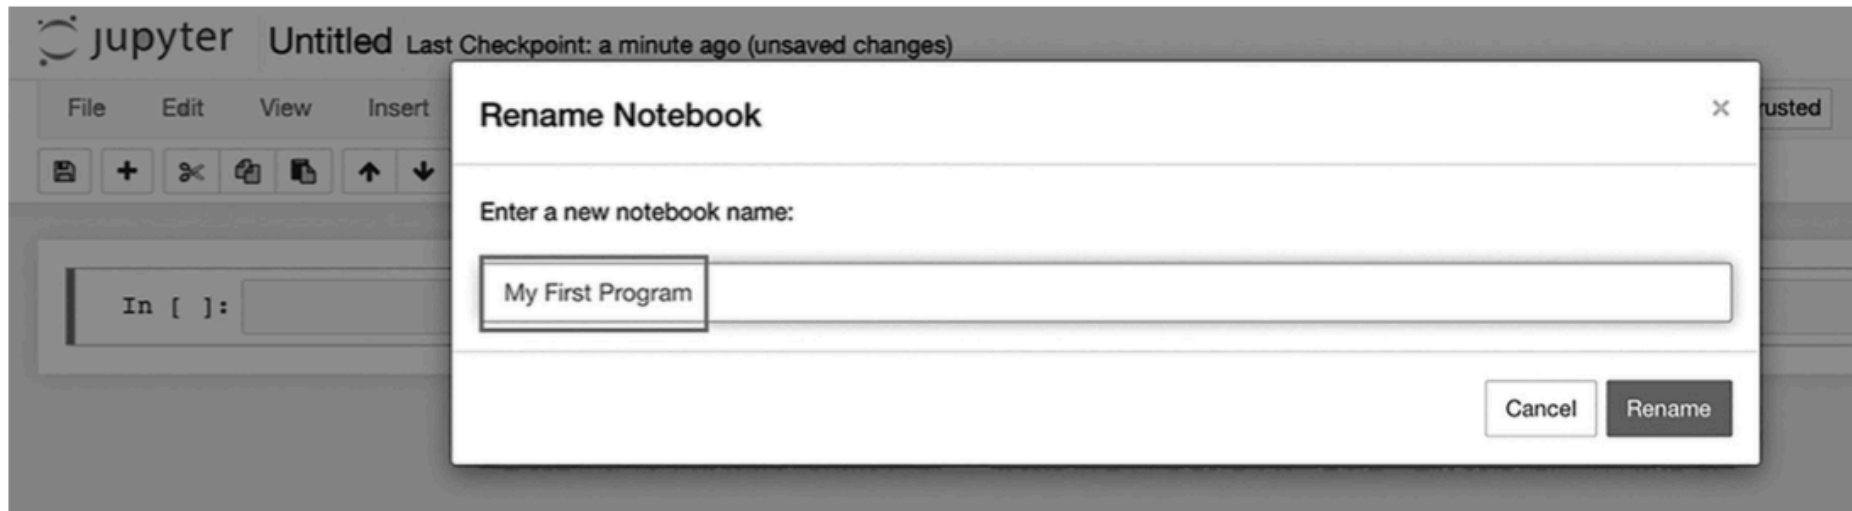 jupyter Untitled Last Checkpoint: a minute ago (unsaved changes)
File Edit View Insert
Rename Notebook ×
rusted
Enter a new notebook name:
My First Program
In [ ]:
Cancel Rename